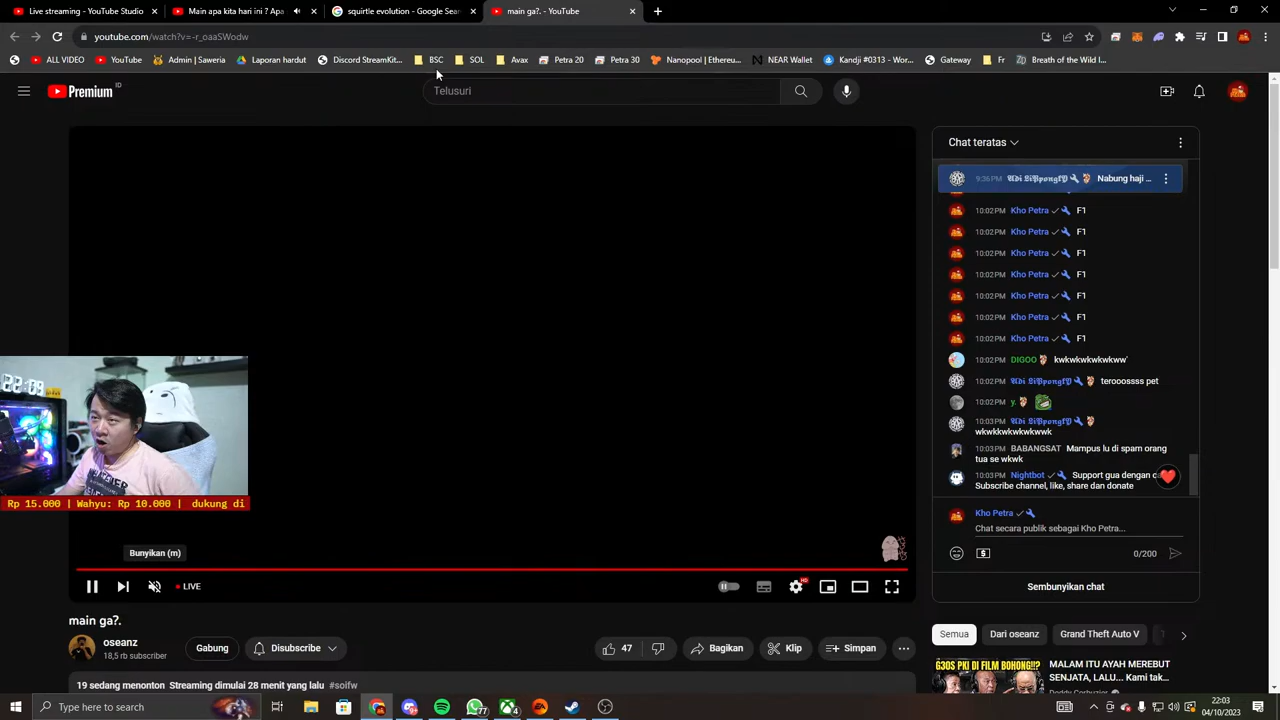 Live streaming - YouTube Studio
Main apa kita hari ini ? Apa
squirtle evolution - Google Sear
main ga?. - YouTube
youtube.com/watch?v=-r_oaaSWodw
ALL VIDEO
YouTube
Admin | Saweria
Laporan hardut
Discord StreamKit...
BSC
SOL
Avax
Petra 20
Petra 30
Nanopool | Ethereu...
NEAR Wallet
Kandji #0313 - Wor...
Gateway
Fr
Breath of the Wild I...
Premium ID
Telusuri
Chat teratas
9:36PM 𝕬𝖉𝖎 Nabung haji ...
10:02PM Kho Petra F1
10:02PM Kho Petra F1
10:02PM Kho Petra F1
10:02PM Kho Petra F1
10:02PM Kho Petra F1
10:02PM Kho Petra F1
10:02PM Kho Petra F1
10:02PM DIGOO kwkwkwkwkwkww`
10:02PM terooossss pet
10:02PM y.
10:03PM
wkwkkwkwkwkwwk
10:03PM BABANGSAT Mampus lu di spam orang
tua se wkwk
10:03PM Nightbot Support gua dengan c
Subscribe channel, like, share dan donate
Kho Petra
Chat secara publik sebagai Kho Petra...
0/200
Sembunyikan chat
22:09
Rp 15.000 | Wahyu: Rp 10.000 | dukung di
Bunyikan (m)
LIVE
HD
main ga?.
oseanz
18,5 rb subscriber
Gabung
Disubscribe
47
Bagikan
Klip
Simpan
19 sedang menonton Streaming dimulai 28 menit yang lalu #soifw
Semua
Dari oseanz
Grand Theft Auto V
G30S PKI DI FILM BOHONG!!?
MALAM ITU AYAH MEREBUT
SENJATA, LALU... Kami tak...
Deddy Corbuzier
Type here to search
77
4
22:03
04/10/2023